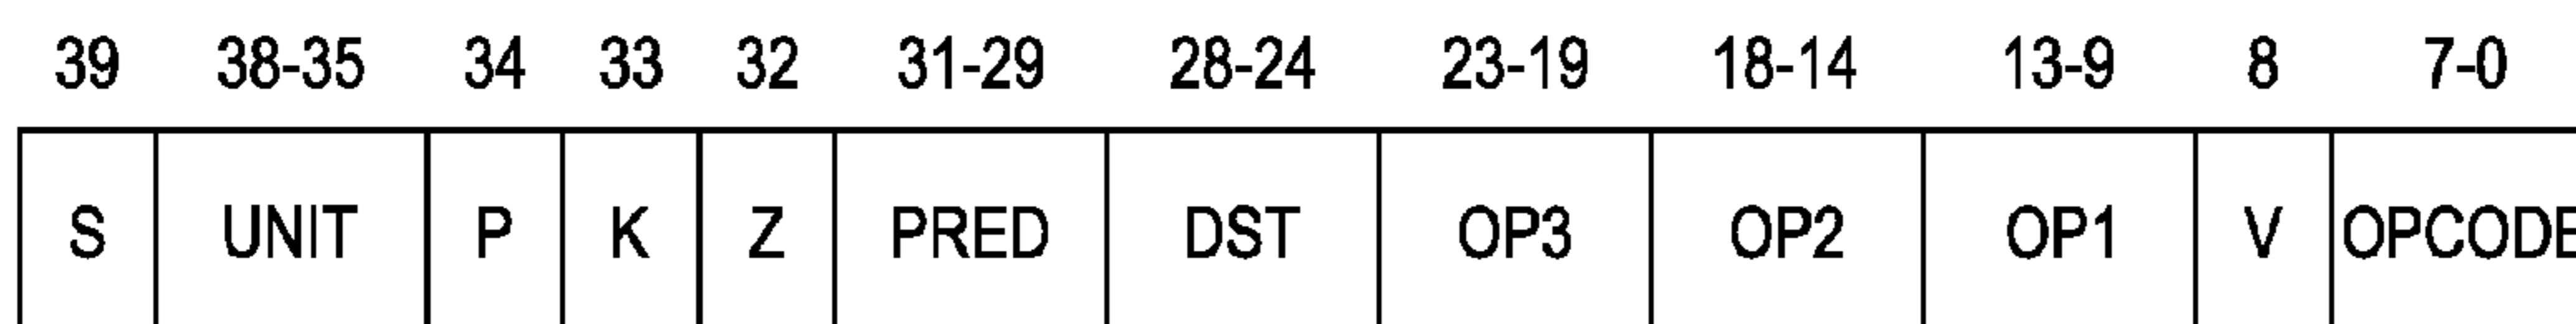 39 38-35 34 33 32 31-29 28-24 23-19 18-14 13-9 8 7-0
S UNIT P K Z PRED DST OP3 OP2 OP1 V OPCODE